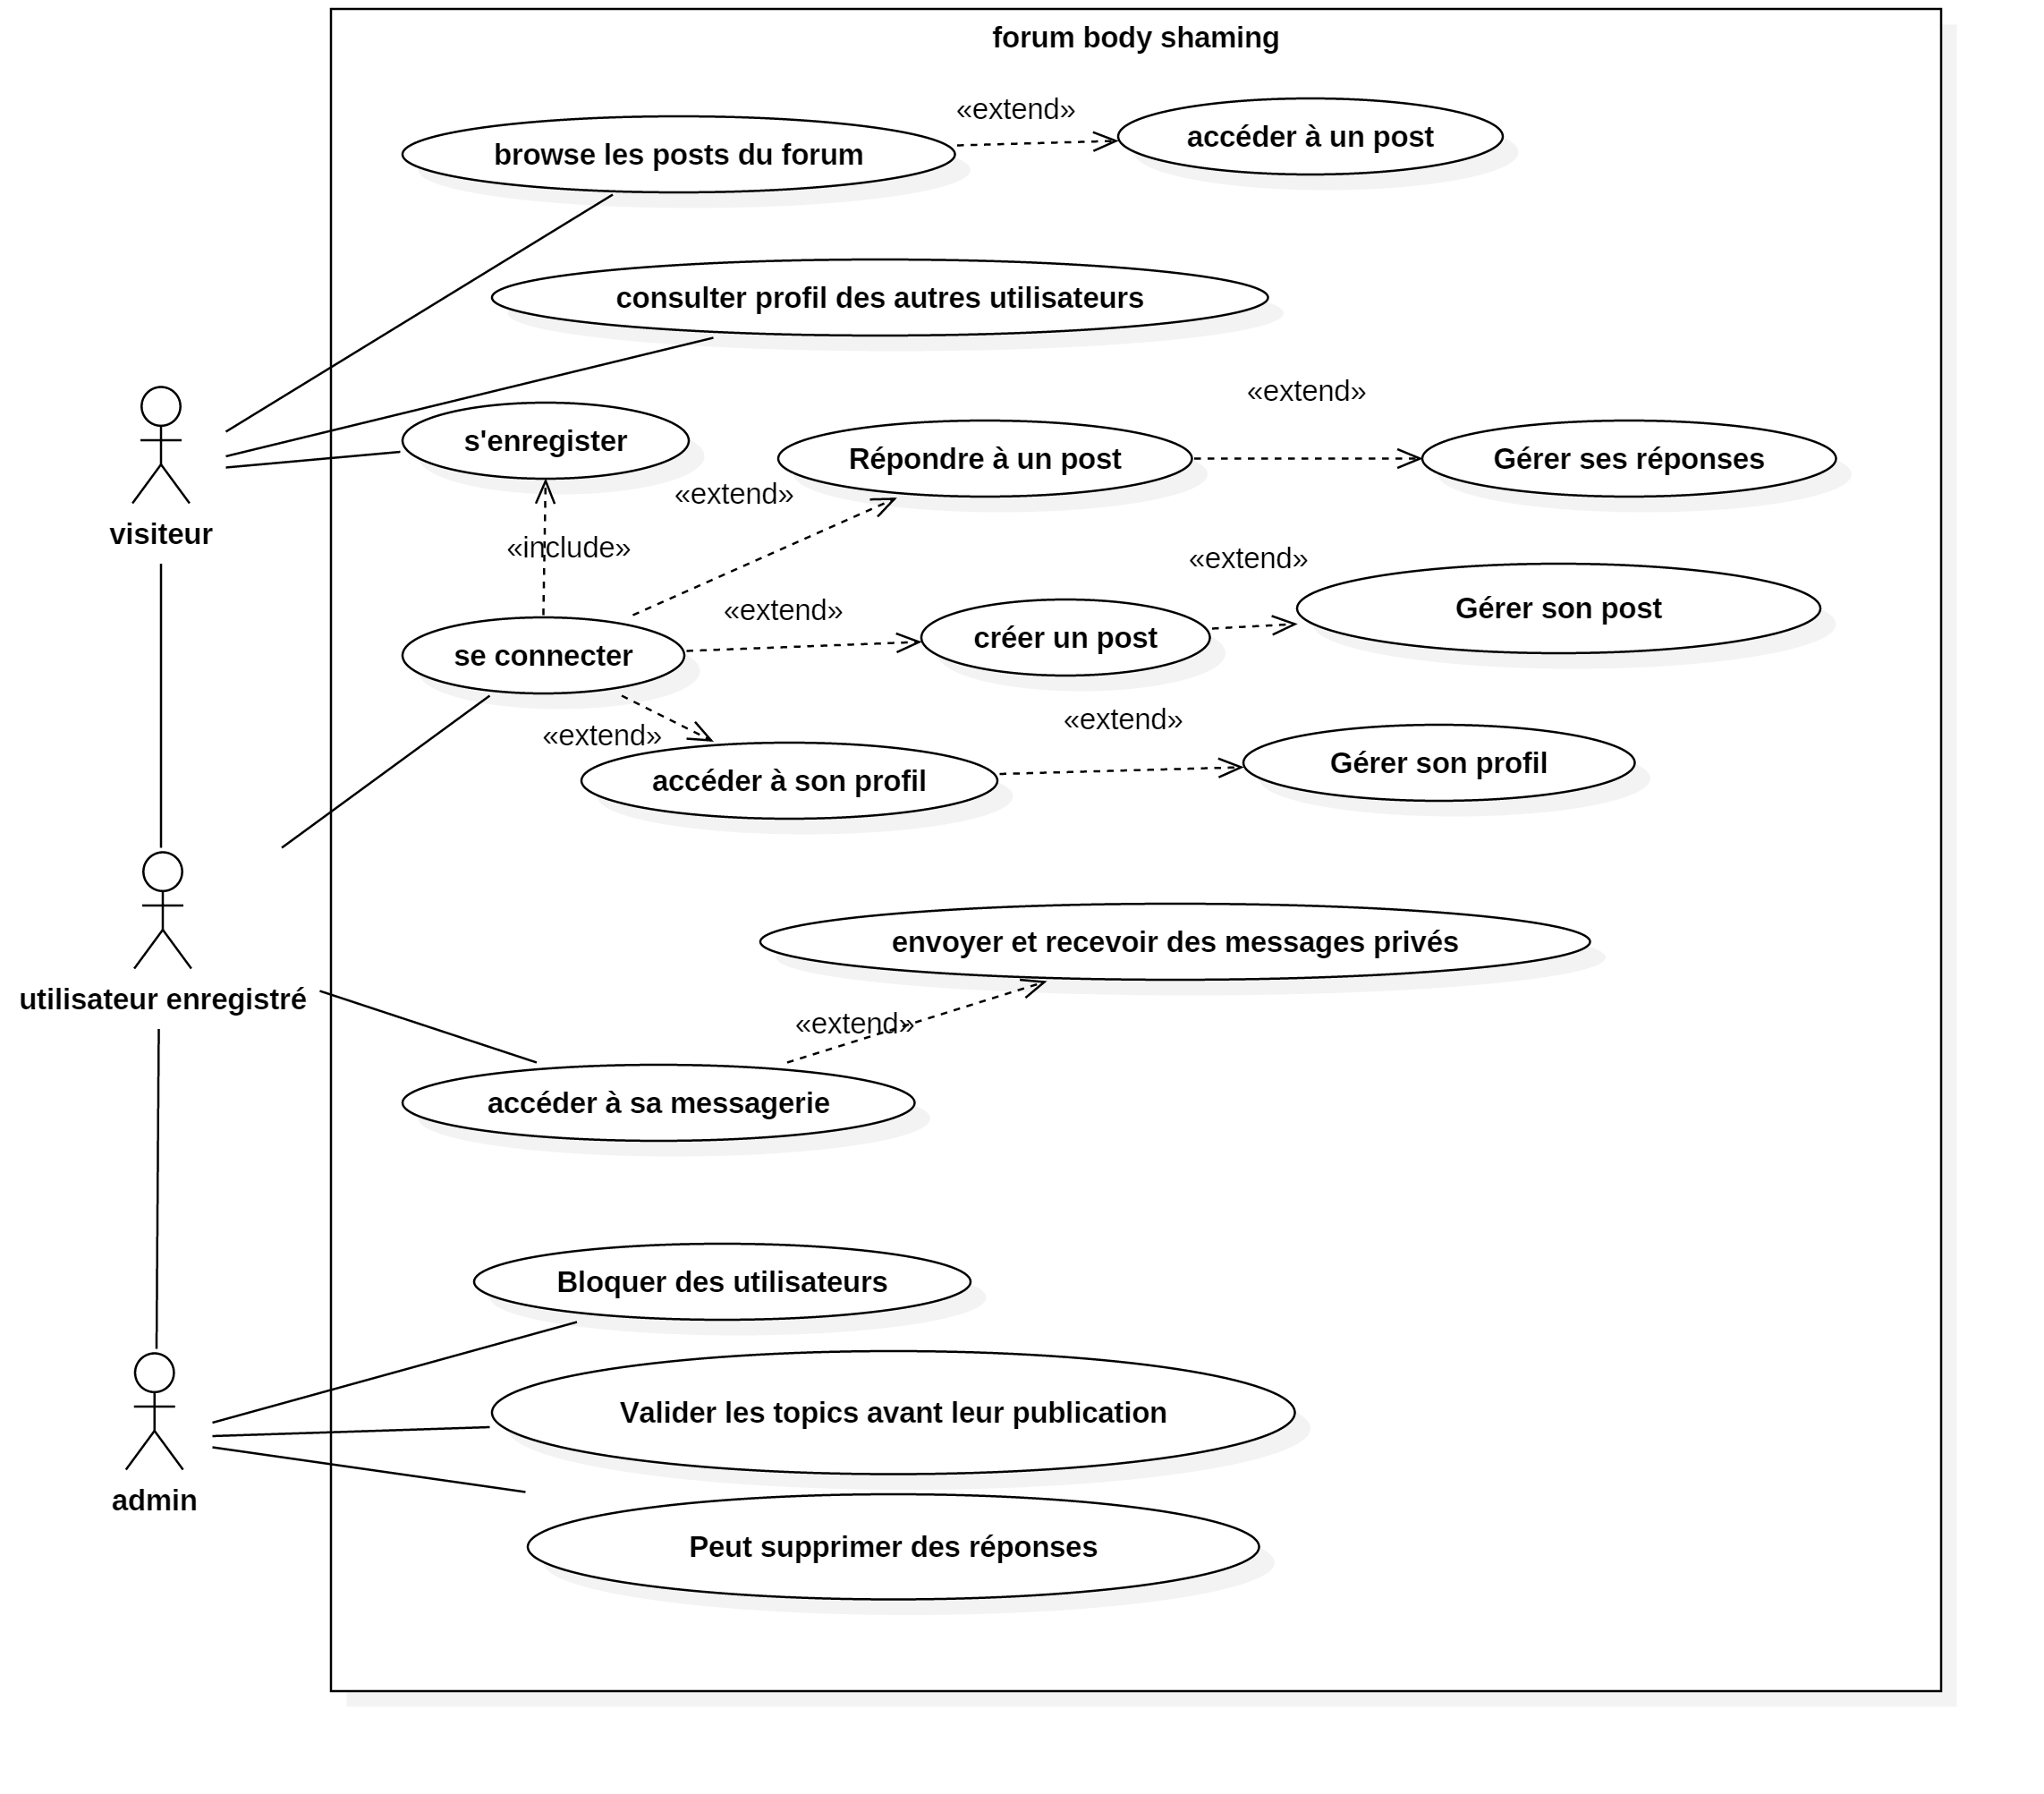 forum body shaming
«extend»
browse les posts du forum
accéder à un post
consulter profil des autres utilisateurs
«extend»
s'enregister
Répondre à un post
Gérer ses réponses
«extend»
visiteur
«include»
«extend»
«extend»
créer un post
Gérer son post
se connecter
«extend»
«extend»
accéder à son profil
Gérer son profil
envoyer et recevoir des messages privés
utilisateur enregistré
«extend»
accéder à sa messagerie
Bloquer des utilisateurs
Valider les topics avant leur publication
admin
Peut supprimer des réponses